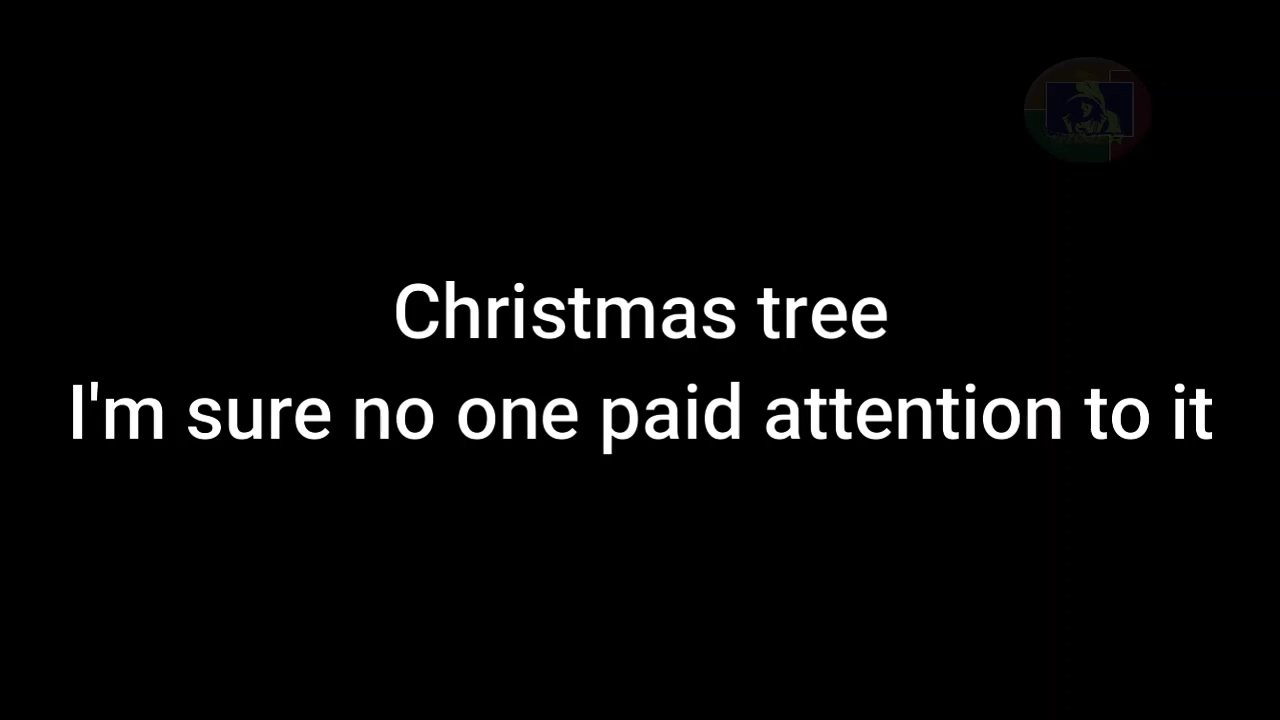 Christmas tree
I'm sure no one paid attention to it